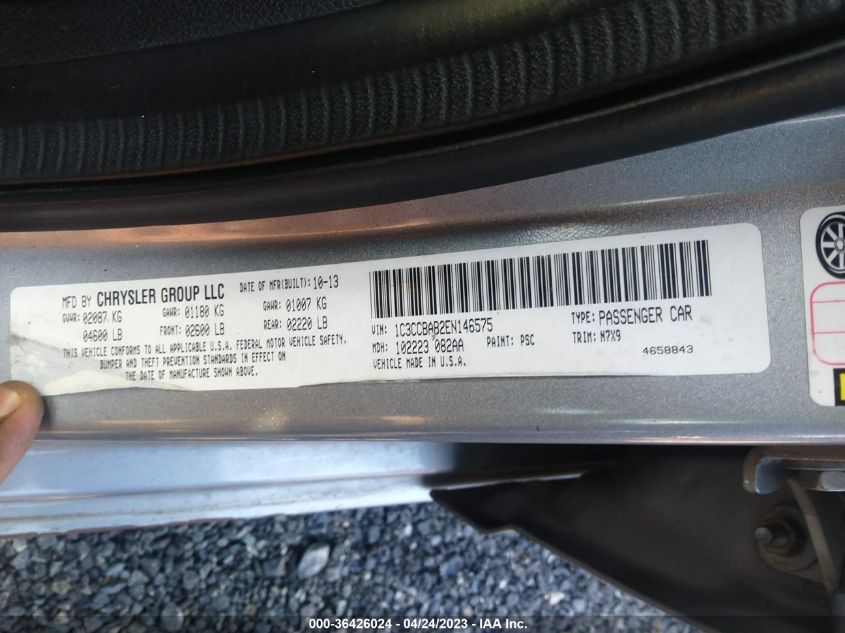 MFD BY CHRYSLER GROUP LLC DATE OF MFR(BUILT): 10-13
GVWR: 02087 KG GAWR: 01180 KG GAWR: 01007 KG
04600 LB FRONT: 02600 LB REAR: 02220 LB
THIS VEHICLE CONFORMS TO ALL APPLICABLE U.S.A. FEDERAL MOTOR VEHICLE SAFETY,
BUMPER AND THEFT PREVENTION STANDARDS IN EFFECT ON
THE DATE OF MANUFACTURE SHOWN ABOVE.
VIN: 1C3CCBAB2EN146575 TYPE: PASSENGER CAR
MDH: 102223 082AA PAINT: PSC TRIM: M7X9
VEHICLE MADE IN U.S.A. 4658843
000-36426024 - 04/24/2023 - IAA Inc.